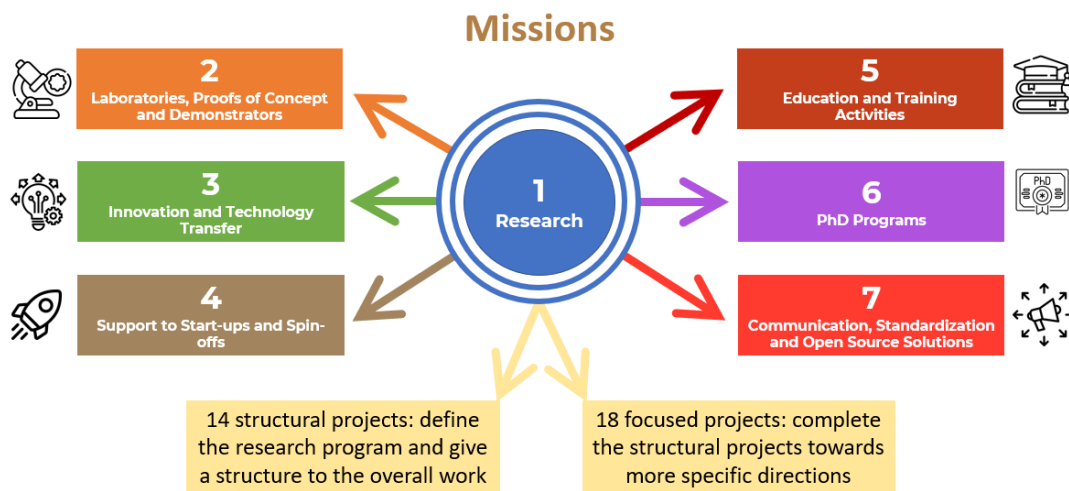 Missions
2
Laboratories, Proofs of Concept
and Demonstrators
3
Innovation and Technology
Transfer
4
Support to Start-ups and Spin-
offs
1
Research
5
Education and Training
Activities
PhD
6
PhD Programs
7
Communication, Standardization
and Open Source Solutions
14 structural projects: define
the research program and give
a structure to the overall work
18 focused projects: complete
the structural projects towards
more specific directions